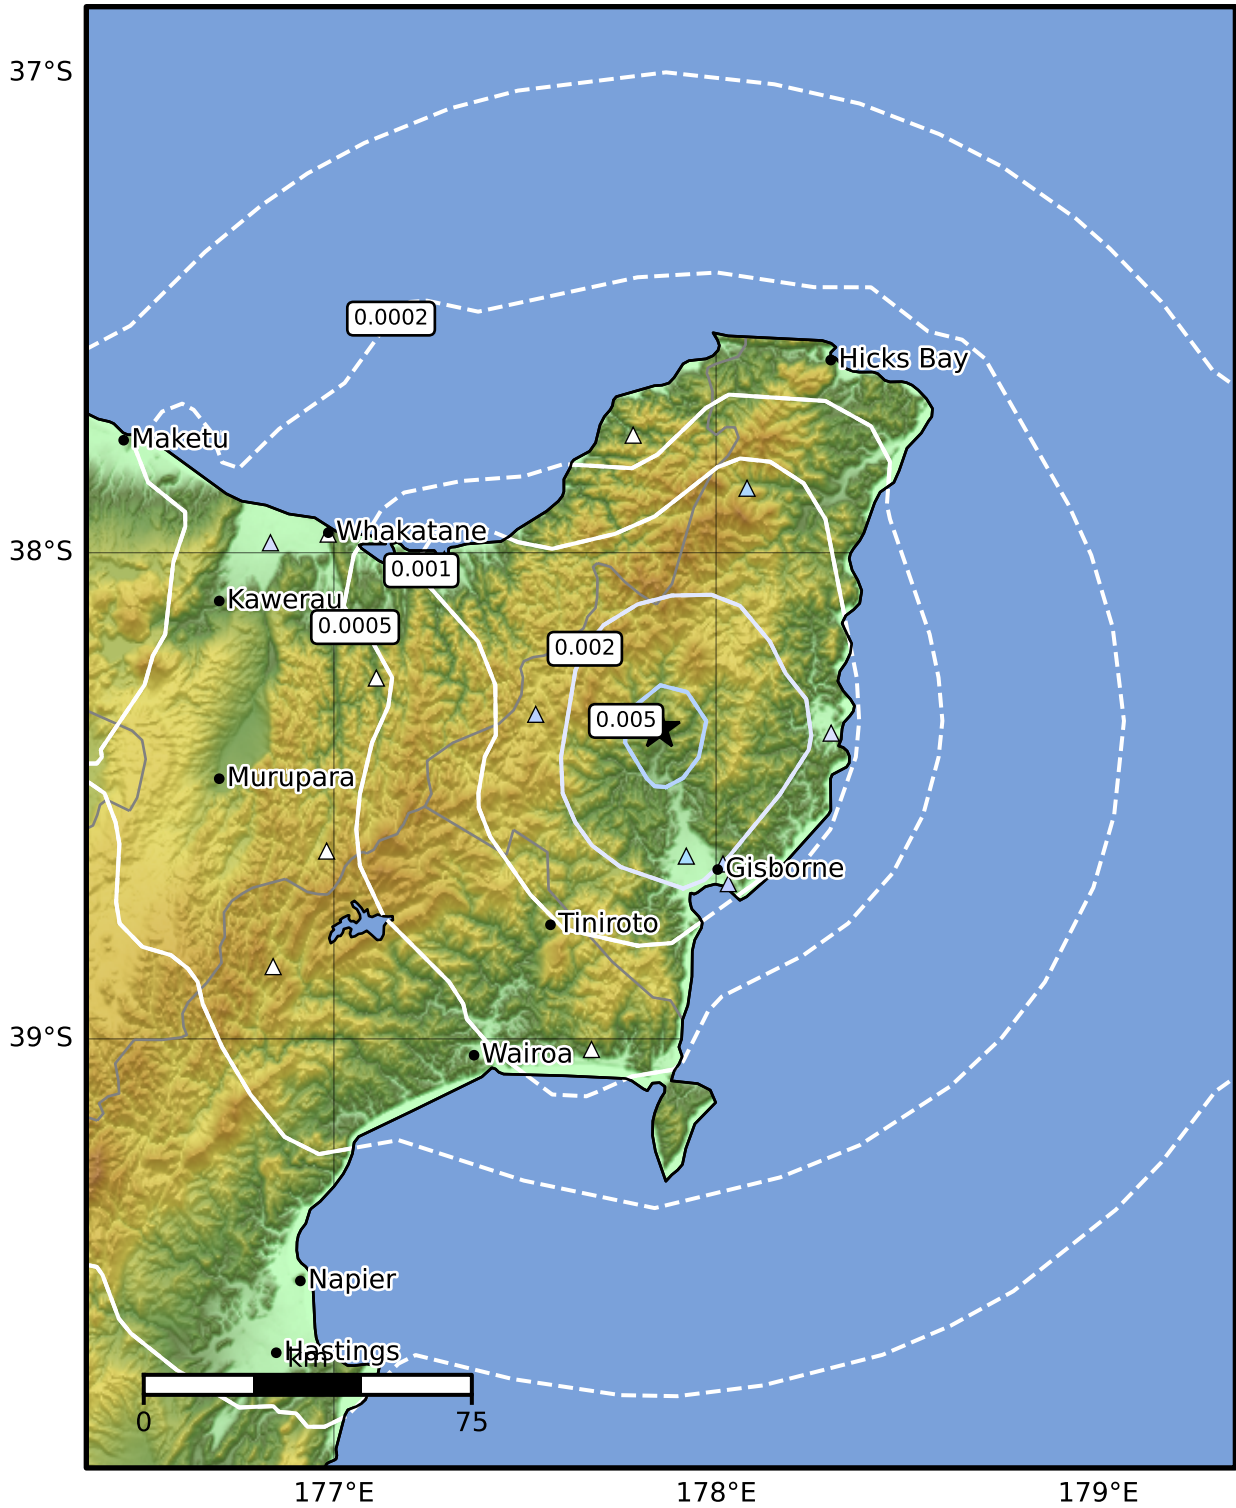 37°S
0.0002
Hicks Bay
Maketu
Whakatane
38°S
0.001
Kawerau
0.0005
0.002
0.005
Murupara
Gisborne
Tiniroto
39°S
Wairoa
Napier
Hastings
km
0 75
177°E 178°E 179°E